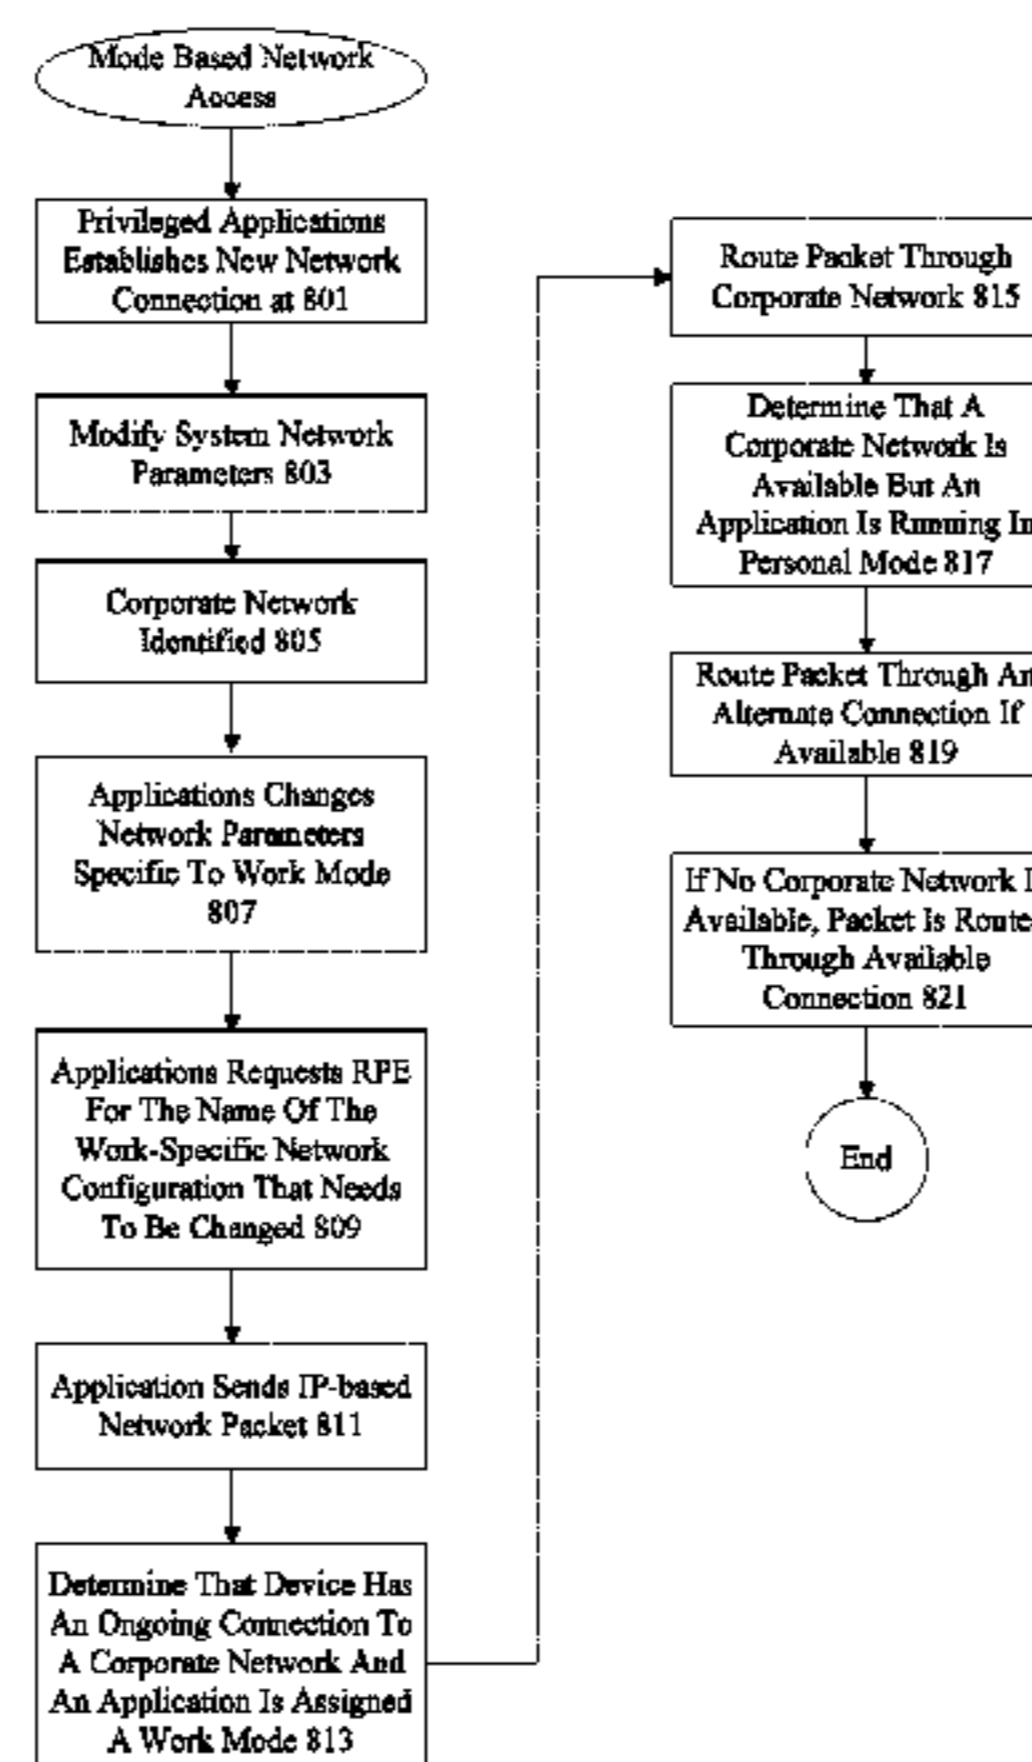 Mode Based Network
Access
Privileged Applications
Establishes New Network
Connection at 801
Modify System Network
Parameters 803
Corporate Network
Identified 805
Applications Changes
Network Parameters
Specific To Work Mode
807
Applications Requests RPE
For The Name Of The
Work-Specific Network
Configuration That Needs
To Be Changed 809
Application Sends IP-based
Network Packet 811
Determine That Device Has
An Ongoing Connection To
A Corporate Network And
An Application Is Assigned
A Work Mode 813
Route Packet Through
Corporate Network 815
Determine That A
Corporate Network Is
Available But An
Application Is Running In
Personal Mode 817
Route Packet Through An
Alternate Connection If
Available 819
If No Corporate Network
Available, Packet Is
Through Available
Connection 821
End